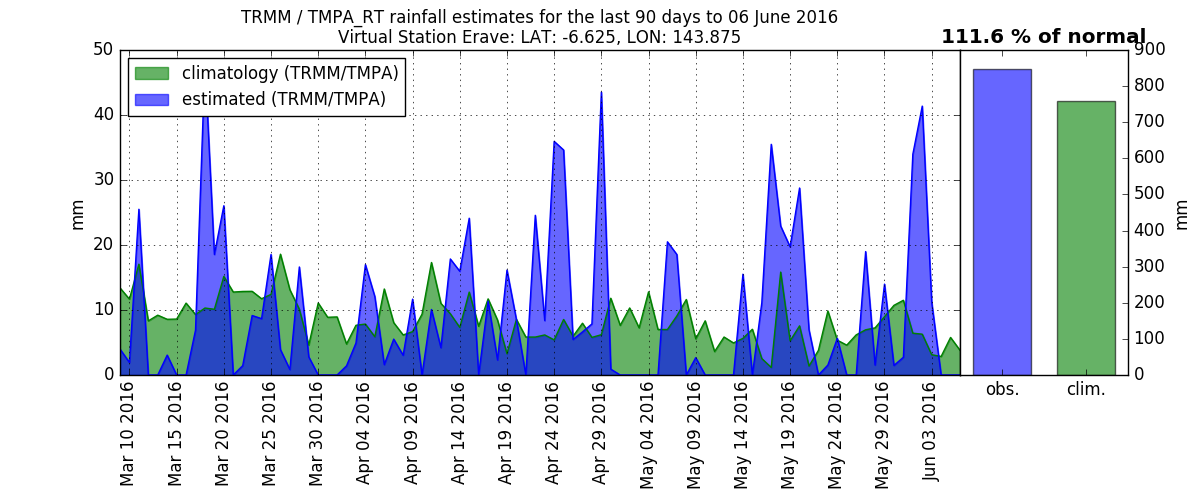 TRMM / TMPA_RT rainfall estimates for the last 90 days to 06 June 2016
Virtual Station Erave: LAT: -6.625, LON: 143.875
111.6 % of normal
climatology (TRMM/TMPA)
estimated (TRMM/TMPA)
50
40
30
20
10
0
mm
Mar 10 2016
Mar 15 2016
Mar 20 2016
Mar 25 2016
Mar 30 2016
Apr 04 2016
Apr 09 2016
Apr 14 2016
Apr 19 2016
Apr 24 2016
Apr 29 2016
May 04 2016
May 09 2016
May 14 2016
May 19 2016
May 24 2016
May 29 2016
Jun 03 2016
900
800
700
600
500
400
300
200
100
0
mm
obs.
clim.